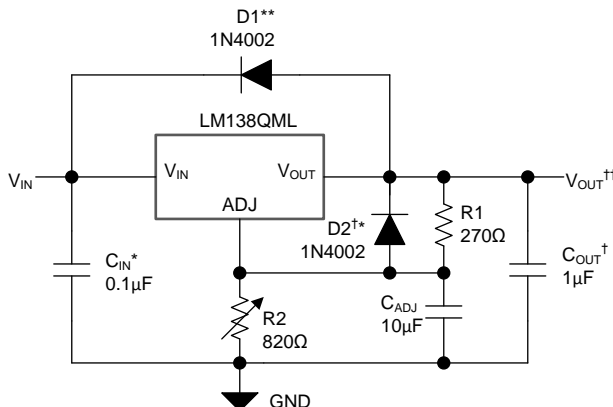 D1**
1N4002
LM138QML
VIN
VIN
VOUT
VOUT††
ADJ
D2†*
1N4002
R1
270Ω
CIN*
0.1µF
COUT†
1µF
R2
820Ω
CADJ
10µF
GND